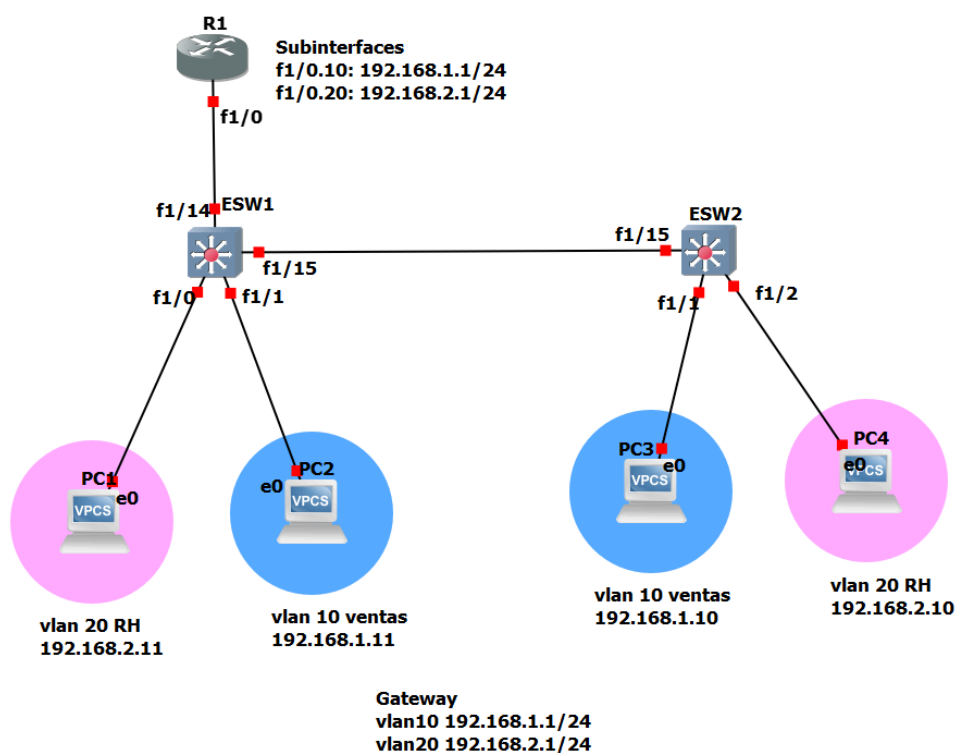 R1
Subinterfaces
f1/0.10: 192.168.1.1/24
f1/0.20: 192.168.2.1/24
f1/0
f1/14
ESW1
ESW2
f1/15
f1/15
f1/0
f1/1
f1/1
f1/2
PC1
e0
VPCS
PC2
e0
VPCS
PC3
e0
VPCS
PC4
e0
VPCS
vlan 20 RH
192.168.2.11
vlan 10 ventas
192.168.1.11
vlan 10 ventas
192.168.1.10
vlan 20 RH
192.168.2.10
Gateway
vlan10 192.168.1.1/24
vlan20 192.168.2.1/24